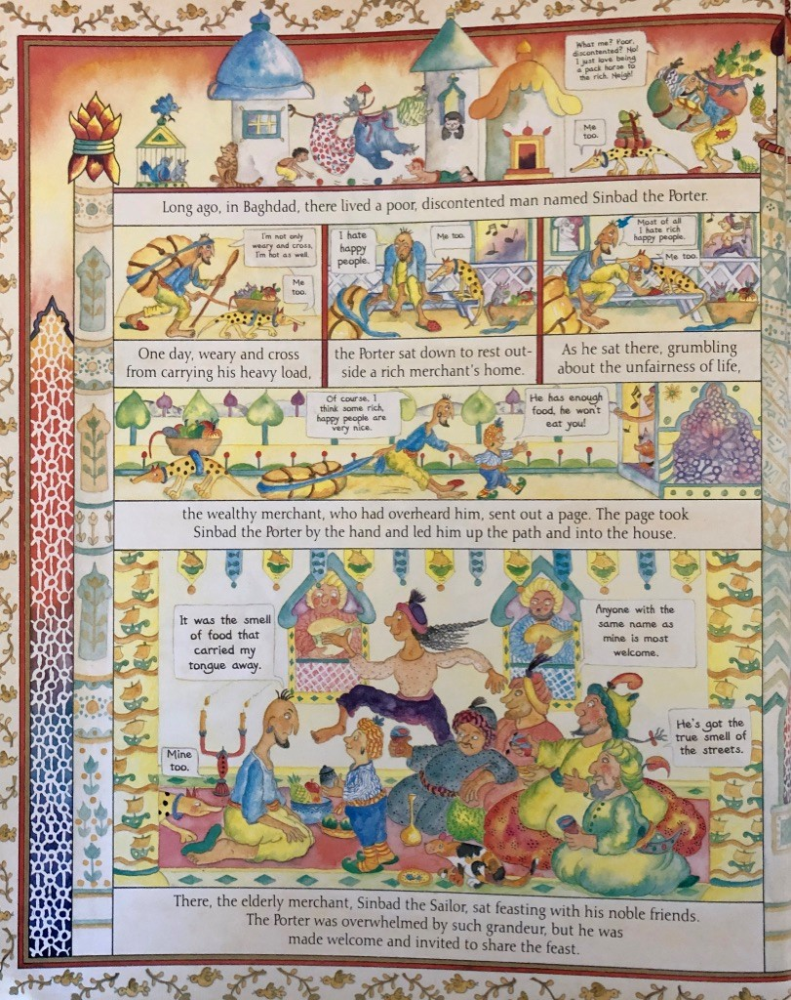 What me? Poor,
discontented? No!
I just love being
a pack horse to
the rich. Neigh!
Me
too.
Long ago, in Baghdad, there lived a poor, discontented man named Sinbad the Porter.
I'm not only
weary and cross,
I'm hot as well.
Me
too.
One day, weary and cross
from carrying his heavy load,
I hate
happy
people.
Me too.
the Porter sat down to rest out-
side a rich merchant's home.
Most of all
I hate rich
happy people.
Me too.
As he sat there, grumbling
about the unfairness of life,
Of course, I
think some rich,
happy people are
very nice.
He has enough
food, he won't
eat you!
the wealthy merchant, who had overheard him, sent out a page. The page took
Sinbad the Porter by the hand and led him up the path and into the house.
It was the smell
of food that
carried my
tongue away.
Mine
too.
Anyone with the
same name as
mine is most
welcome.
He's got the
true smell of
the streets.
There, the elderly merchant, Sinbad the Sailor, sat feasting with his noble friends.
The Porter was overwhelmed by such grandeur, but he was
made welcome and invited to share the feast.